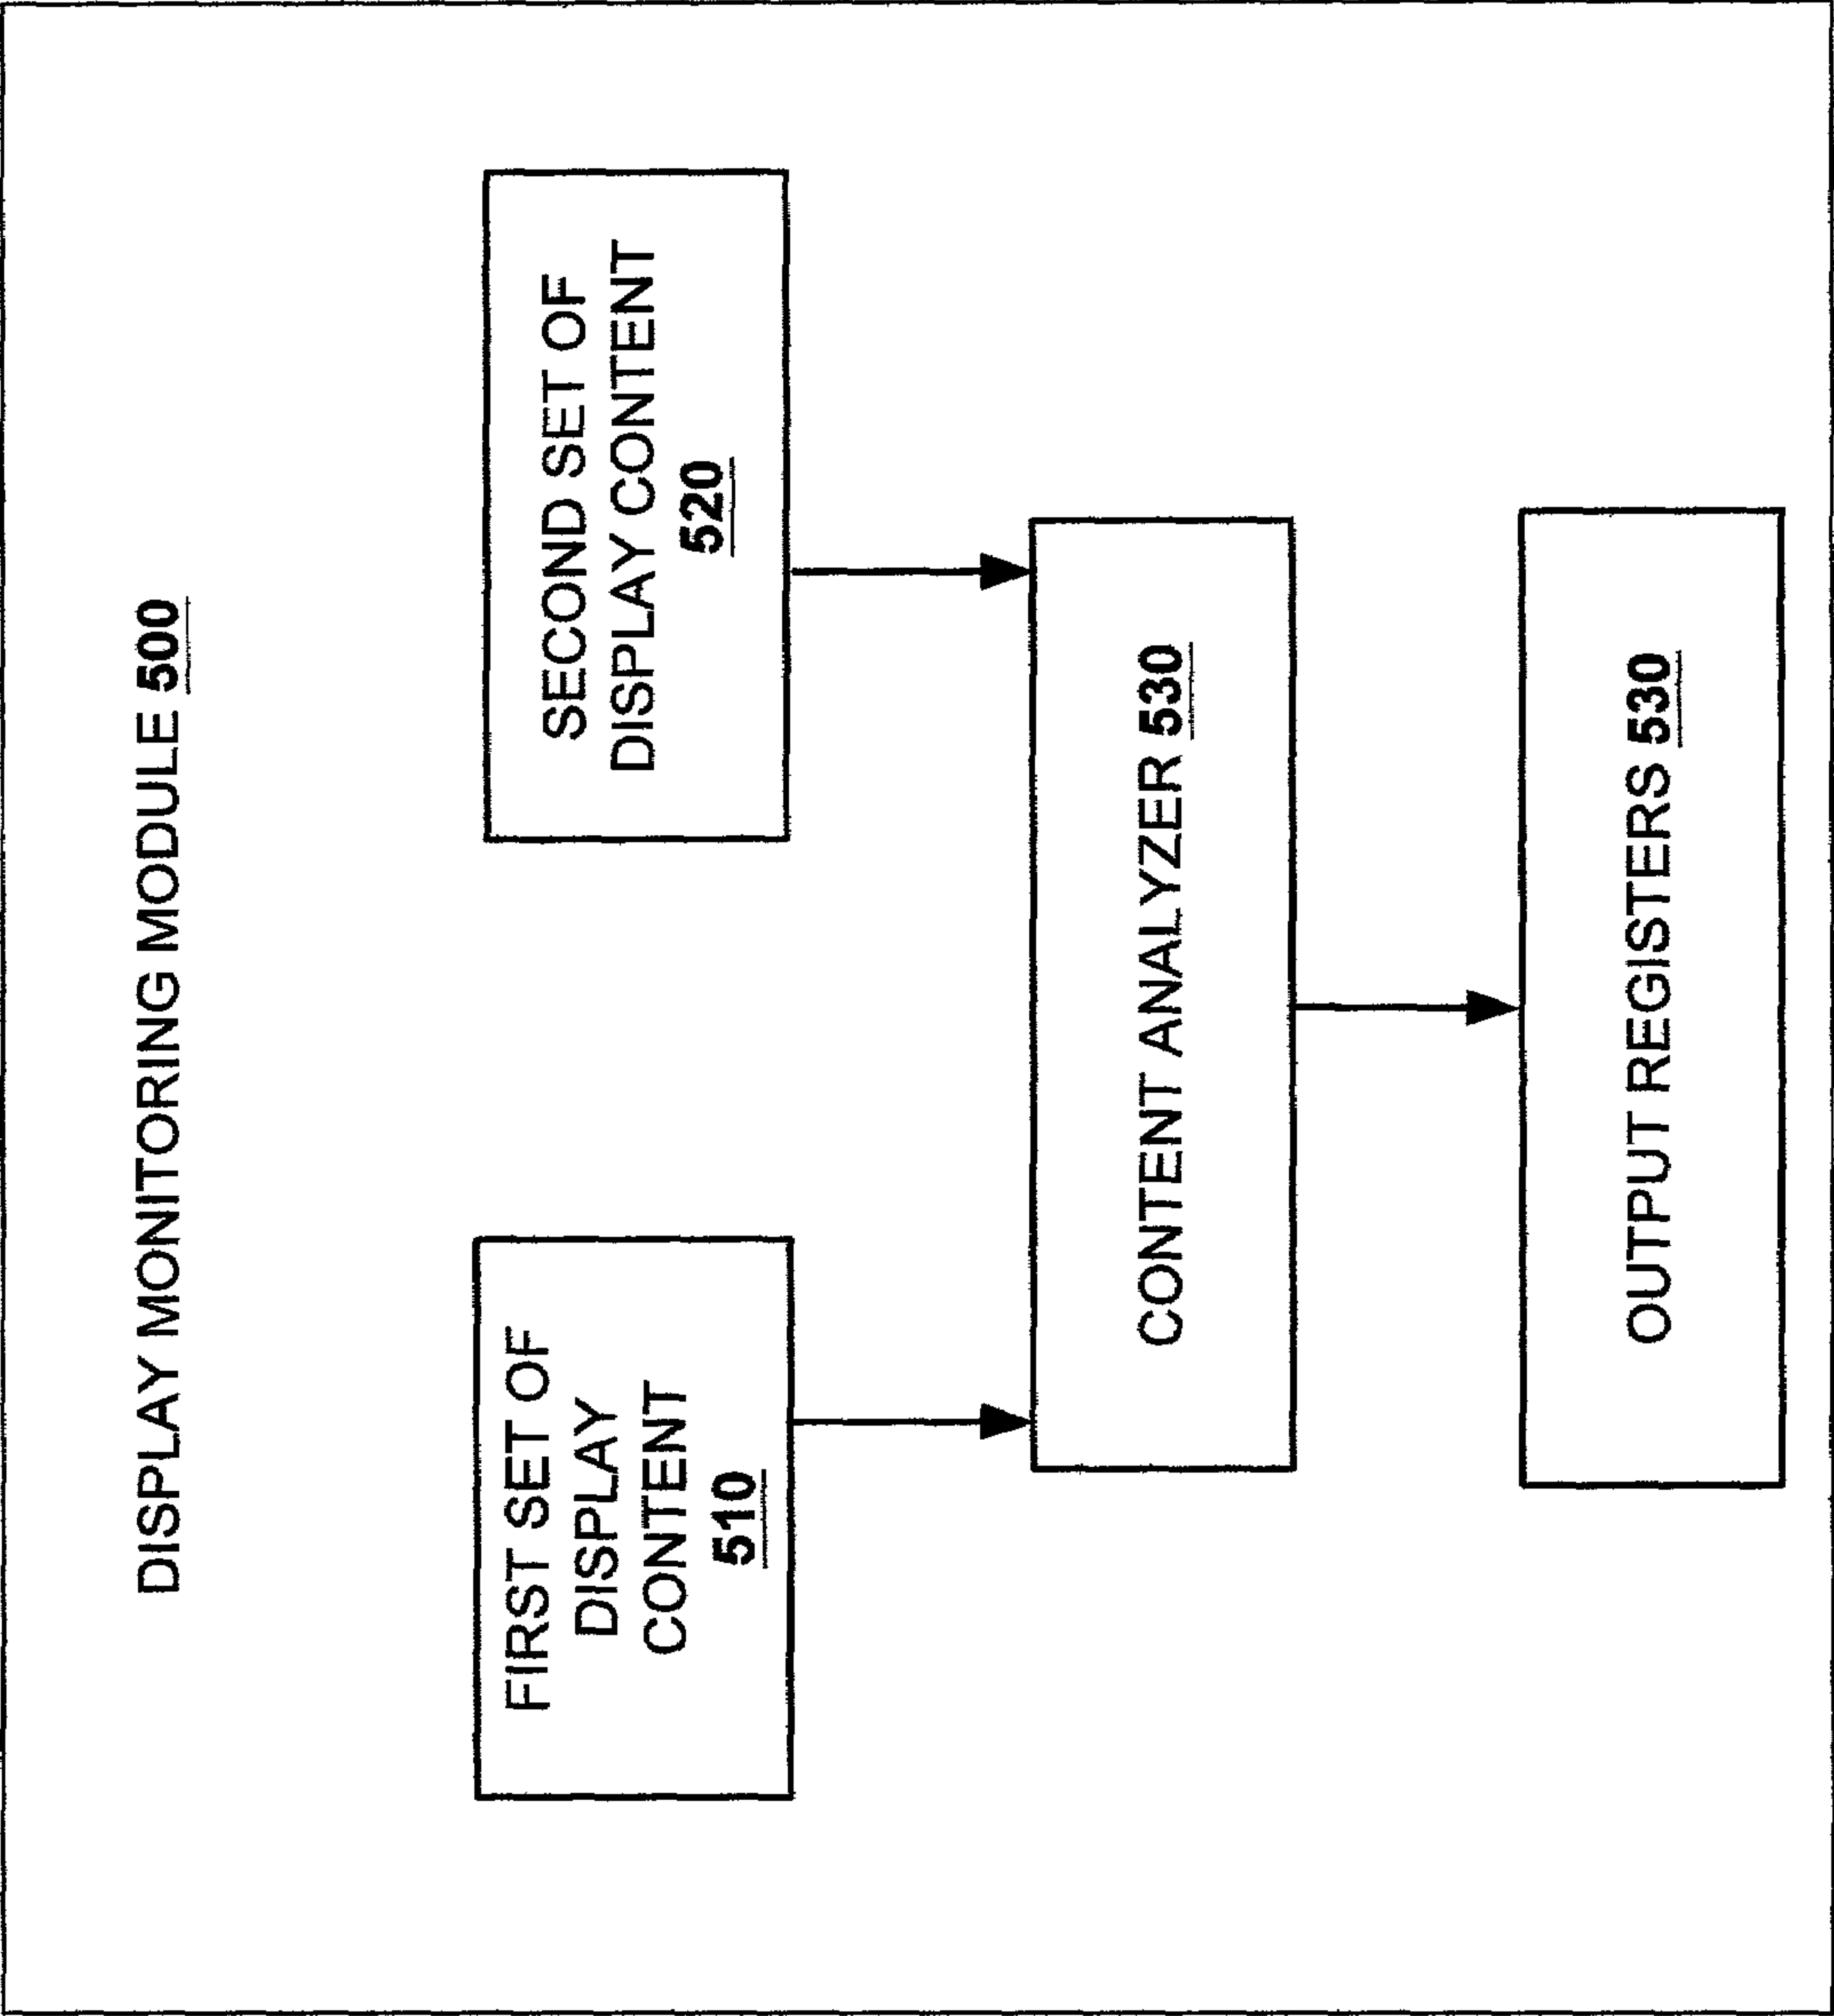 DISPLAY MONITORING MODULE 500
FIRST SET OF
DISPLAY
CONTENT
510
SECOND SET OF
DISPLAY CONTENT
520
CONTENT ANALYZER 530
OUTPUT REGISTERS 530